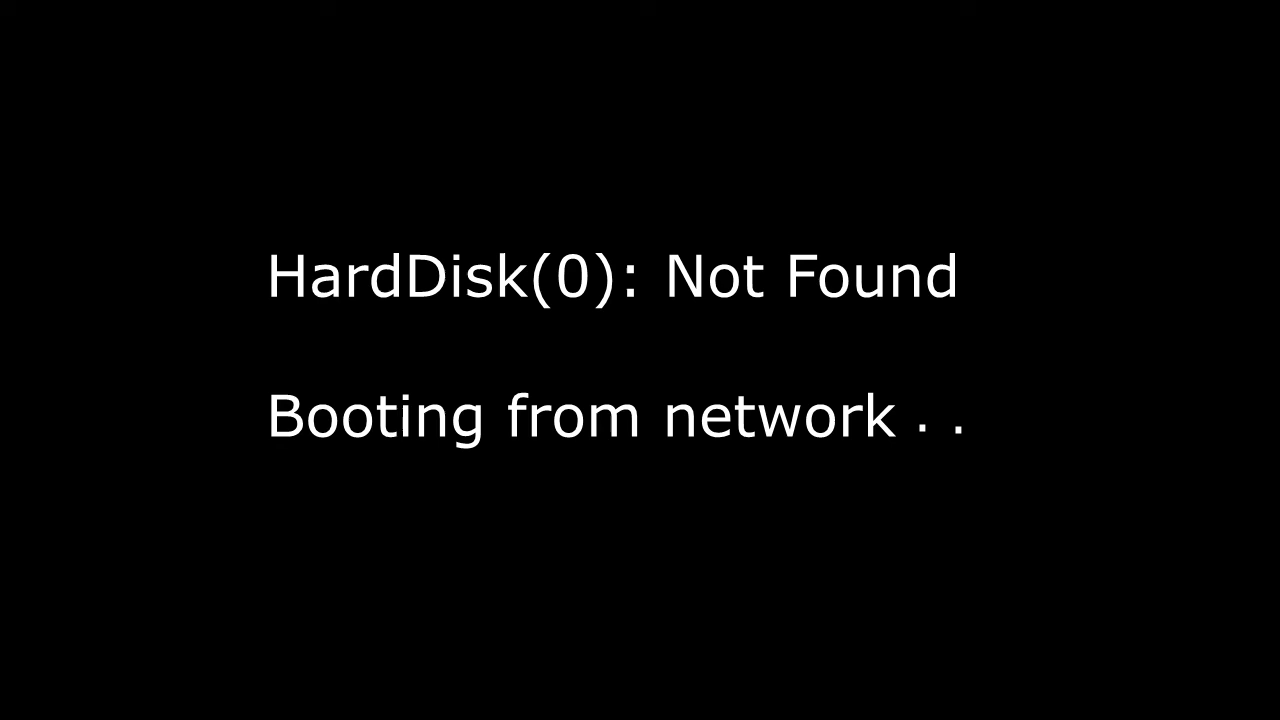 HardDisk(0): Not Found
Booting from network . .